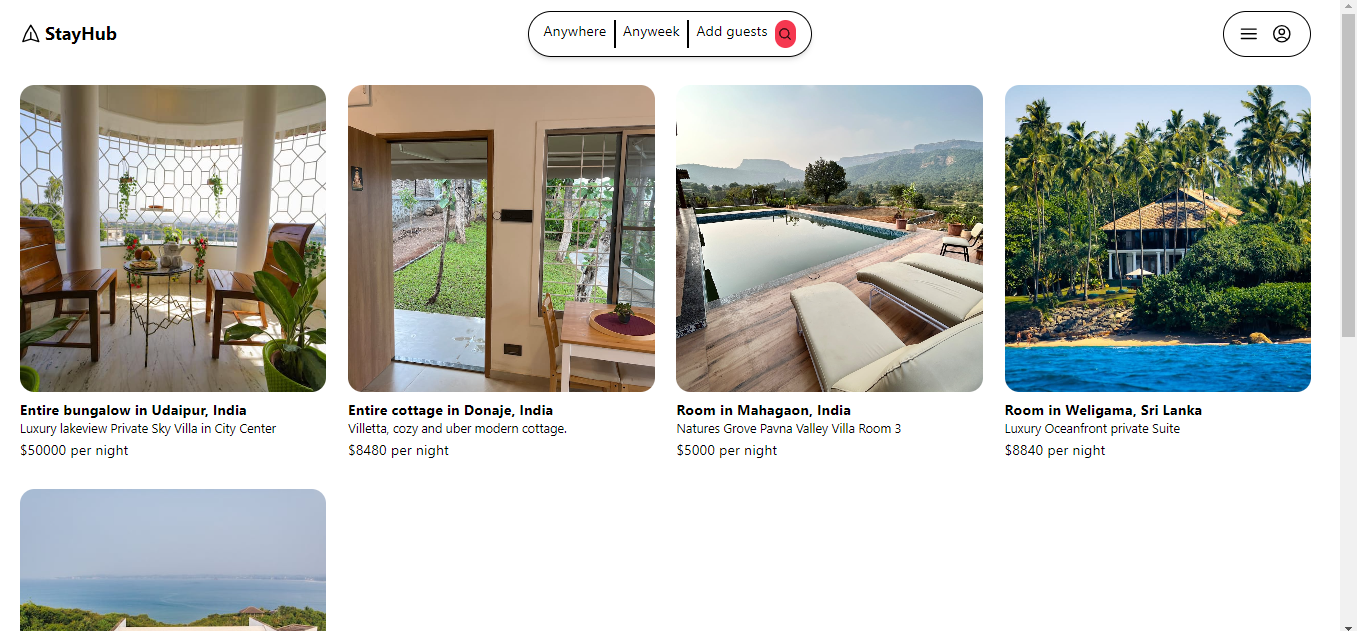 StayHub
Anywhere
Anyweek
Add guests
Entire bungalow in Udaipur, India
Luxury lakeview Private Sky Villa in City Center
$50000 per night
Entire cottage in Donaje, India
Villetta, cozy and uber modern cottage.
$8480 per night
Room in Mahagaon, India
Natures Grove Pavna Valley Villa Room 3
$5000 per night
Room in Weligama, Sri Lanka
Luxury Oceanfront private Suite
$8840 per night